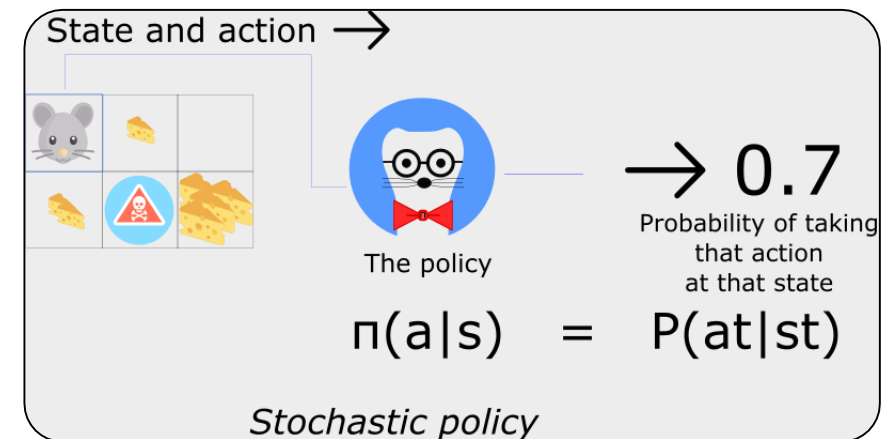 State and action →
→ 0.7
Probability of taking
that action
at that state
The policy
π(a|s) = P(at|st)
Stochastic policy